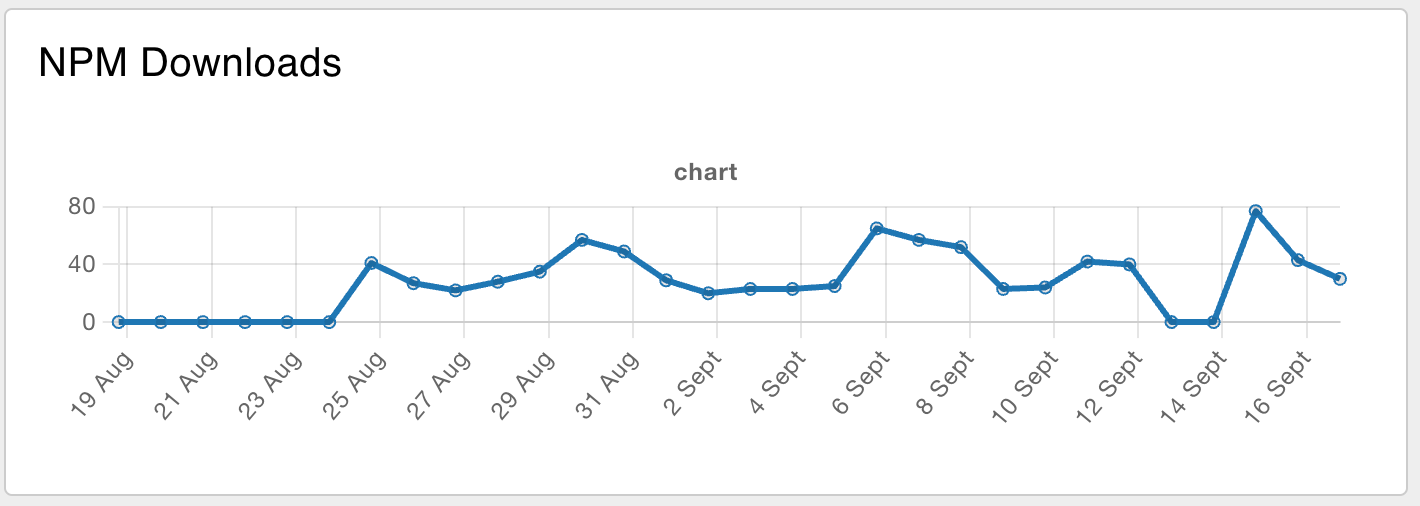 NPM Downloads
chart
80
40
0
19 Aug
21 Aug
23 Aug
25 Aug
27 Aug
29 Aug
31 Aug
2 Sept
4 Sept
6 Sept
8 Sept
10 Sept
12 Sept
14 Sept
16 Sept